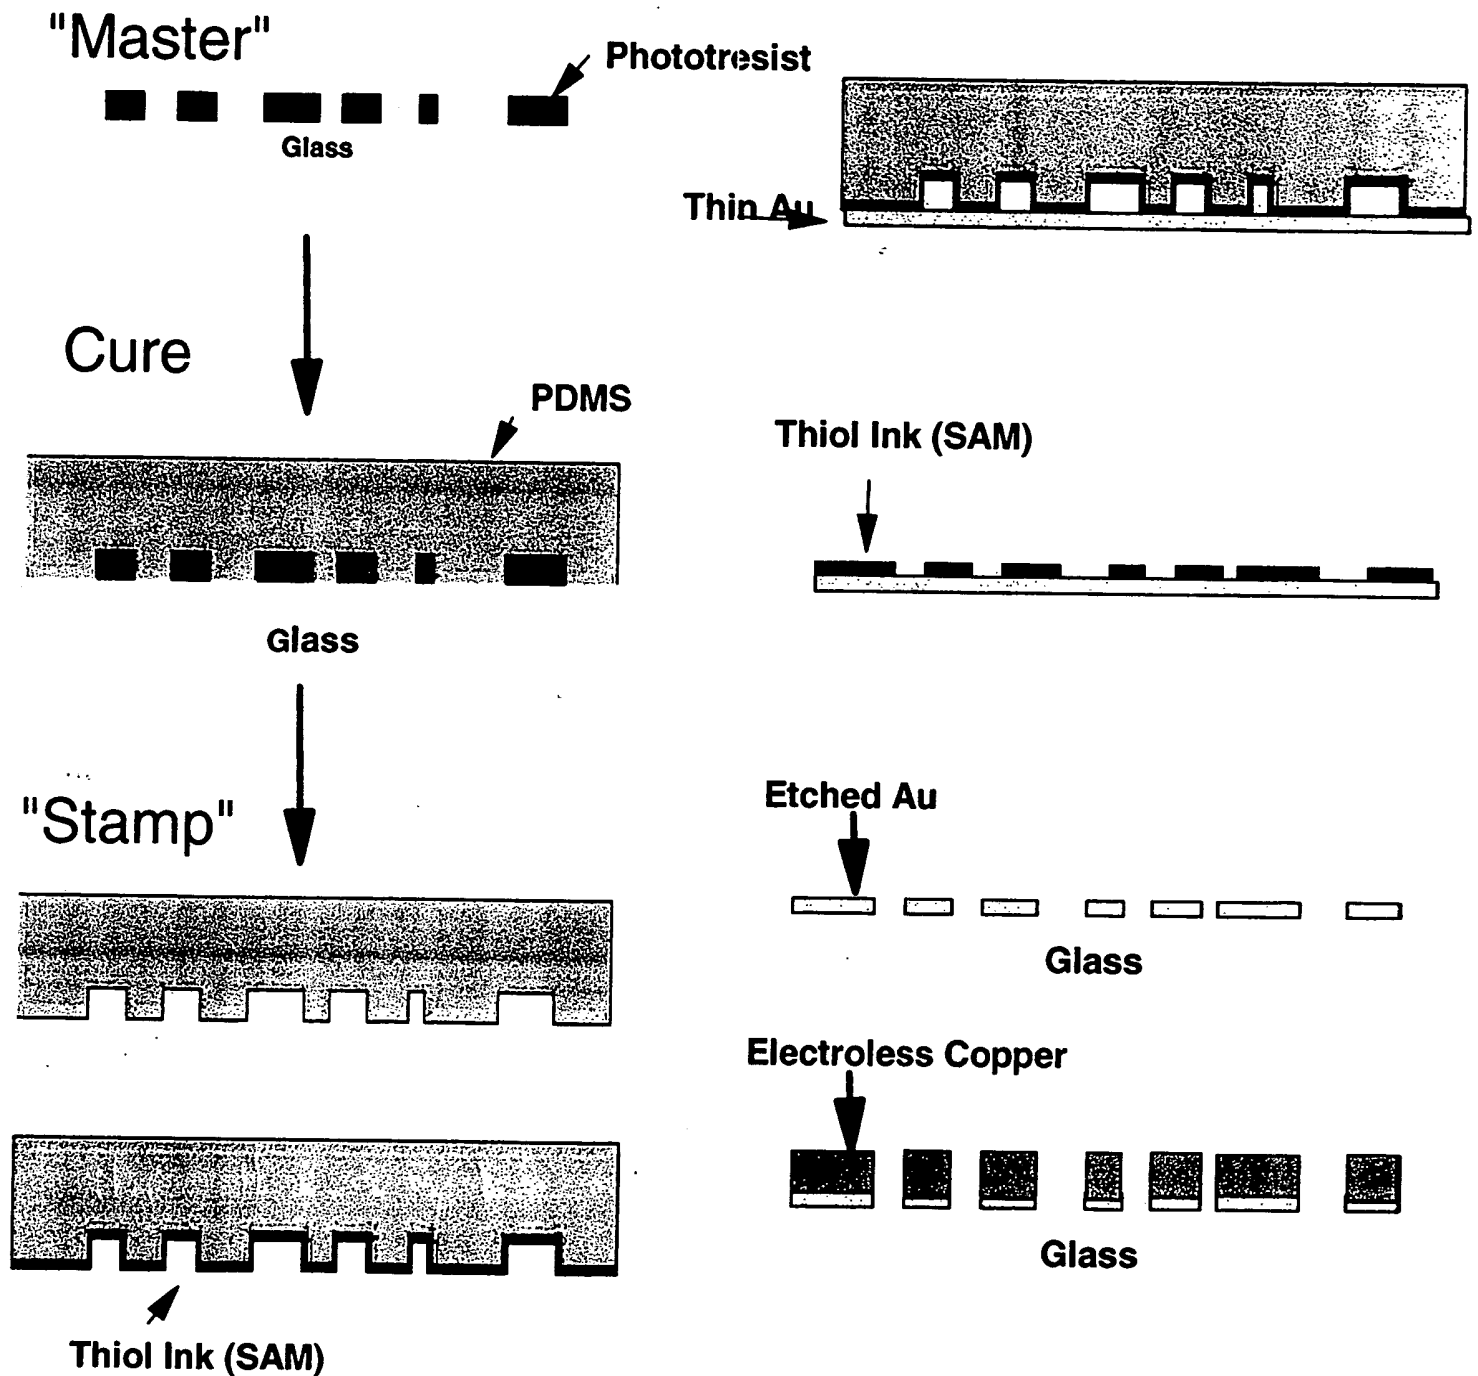 "Master"
Phototresist
Glass
Cure
PDMS
Glass
"Stamp"
Thiol Ink (SAM)
Thin Au
Thiol Ink (SAM)
Etched Au
Glass
Electroless Copper
Glass